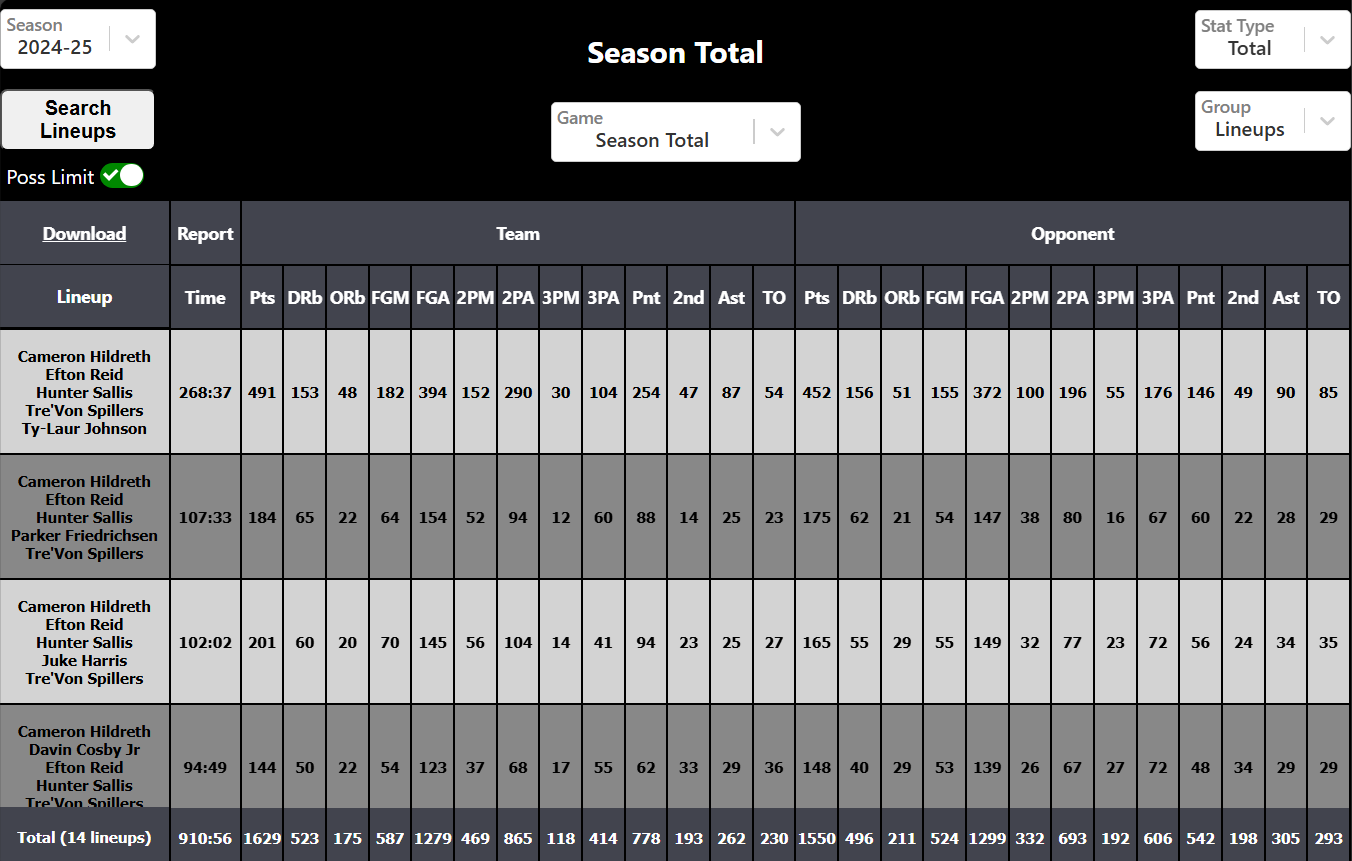 Season
2024-25
Season Total
Stat Type
Total
Search
Lineups
Game
Season Total
Group
Lineups
Poss Limit
Download Report Team Opponent
Lineup Time Pts DRb ORb FGM FGA 2PM 2PA 3PM 3PA Pnt 2nd Ast TO Pts DRb ORb FGM FGA 2PM 2PA 3PM 3PA Pnt 2nd Ast TO
Cameron Hildreth
Efton Reid
Hunter Sallis
Tre'Von Spillers
Ty-Laur Johnson
268:37 491 153 48 182 394 152 290 30 104 254 47 87 54 452 156 51 155 372 100 196 55 176 146 49 90 85
Cameron Hildreth
Efton Reid
Hunter Sallis
Parker Friedrichsen
Tre'Von Spillers
107:33 184 65 22 64 154 52 94 12 60 88 14 25 23 175 62 21 54 147 38 80 16 67 60 22 28 29
Cameron Hildreth
Efton Reid
Hunter Sallis
Juke Harris
Tre'Von Spillers
102:02 201 60 20 70 145 56 104 14 41 94 23 25 27 165 55 29 55 149 32 77 23 72 56 24 34 35
Cameron Hildreth
Davin Cosby Jr
Efton Reid
Hunter Sallis
Tre'Von Spillers
94:49 144 50 22 54 123 37 68 17 55 62 33 29 36 148 40 29 53 139 26 67 27 72 48 34 29 29
Total (14 lineups) 910:56 1629 523 175 587 1279 469 865 118 414 778 193 262 230 1550 496 211 524 1299 332 693 192 606 542 198 305 293